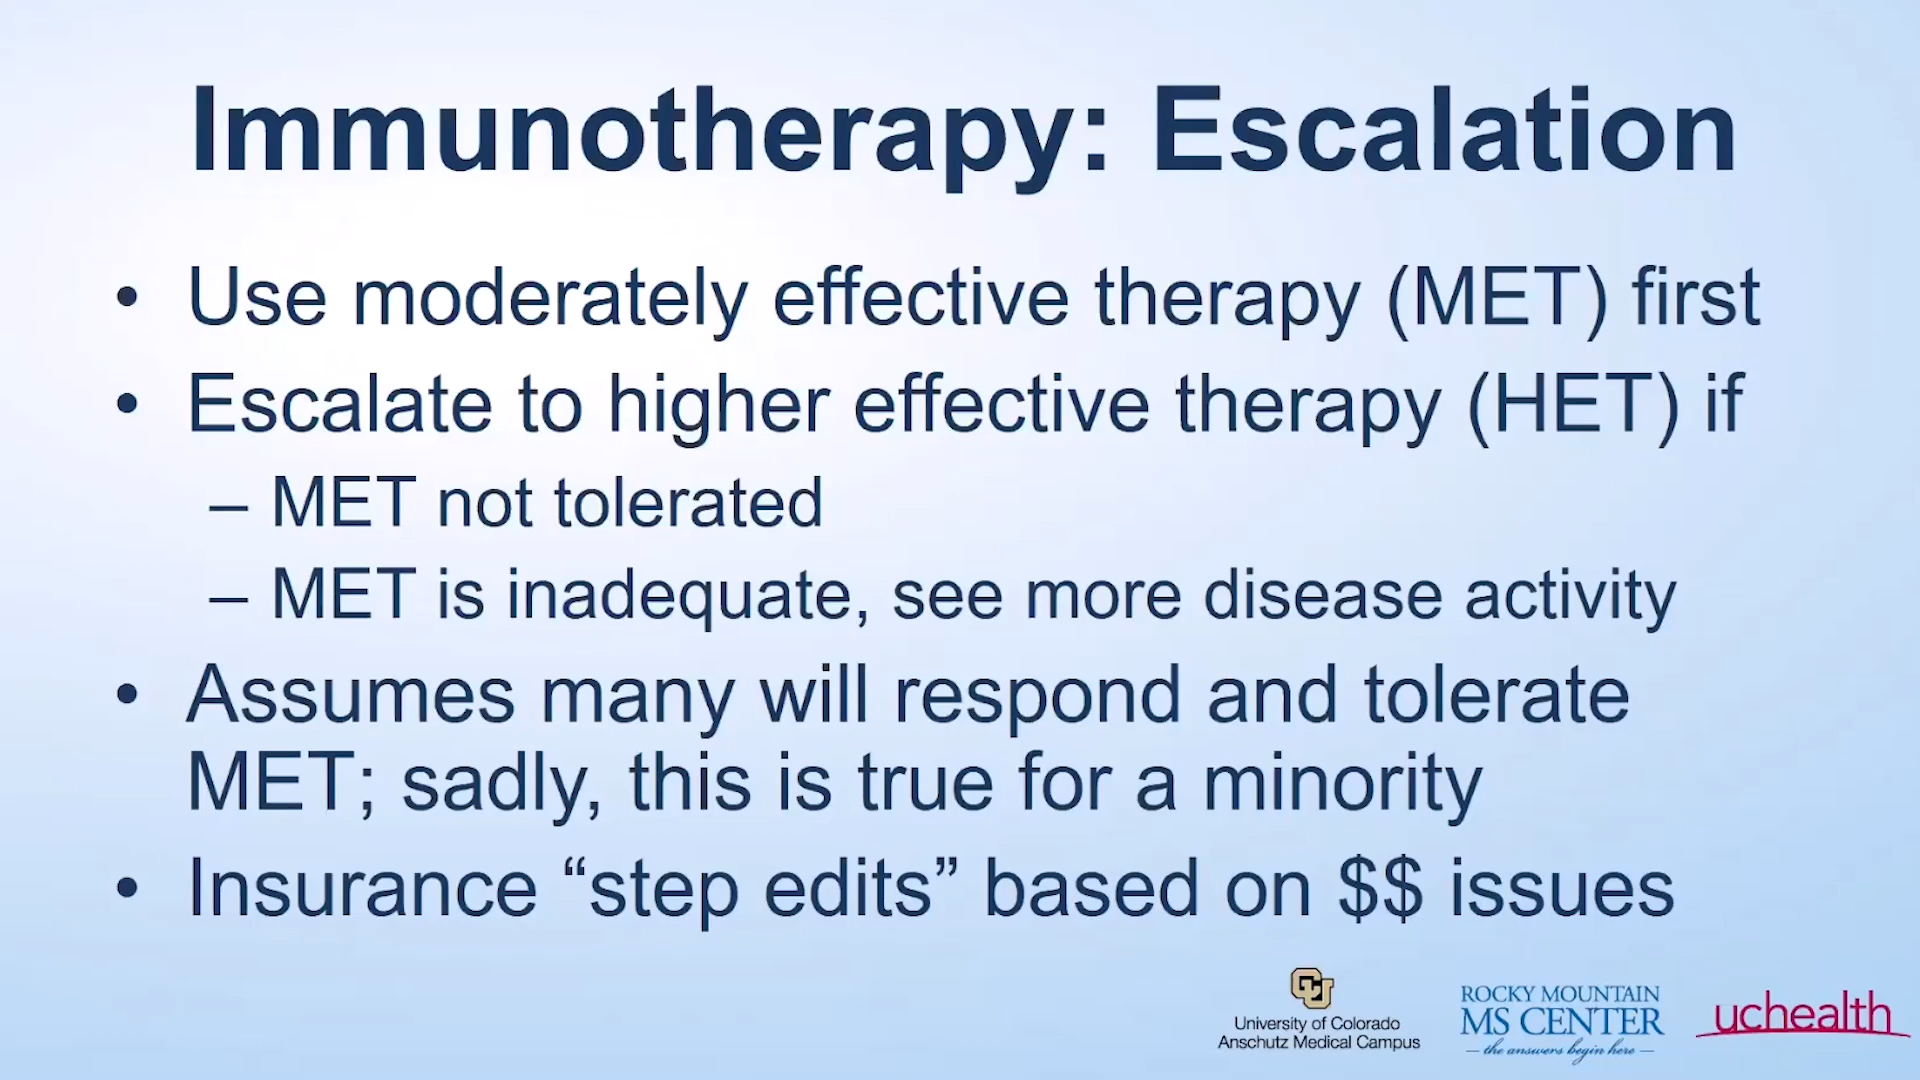 Immunotherapy: Escalation
• Use moderately effective therapy (MET) first
• Escalate to higher effective therapy (HET) if
– MET not tolerated
– MET is inadequate, see more disease activity
• Assumes many will respond and tolerate
MET; sadly, this is true for a minority
• Insurance “step edits” based on $$ issues
CU
University of Colorado
Anschutz Medical Campus
ROCKY MOUNTAIN
MS CENTER
— the answers begin here —
uchealth